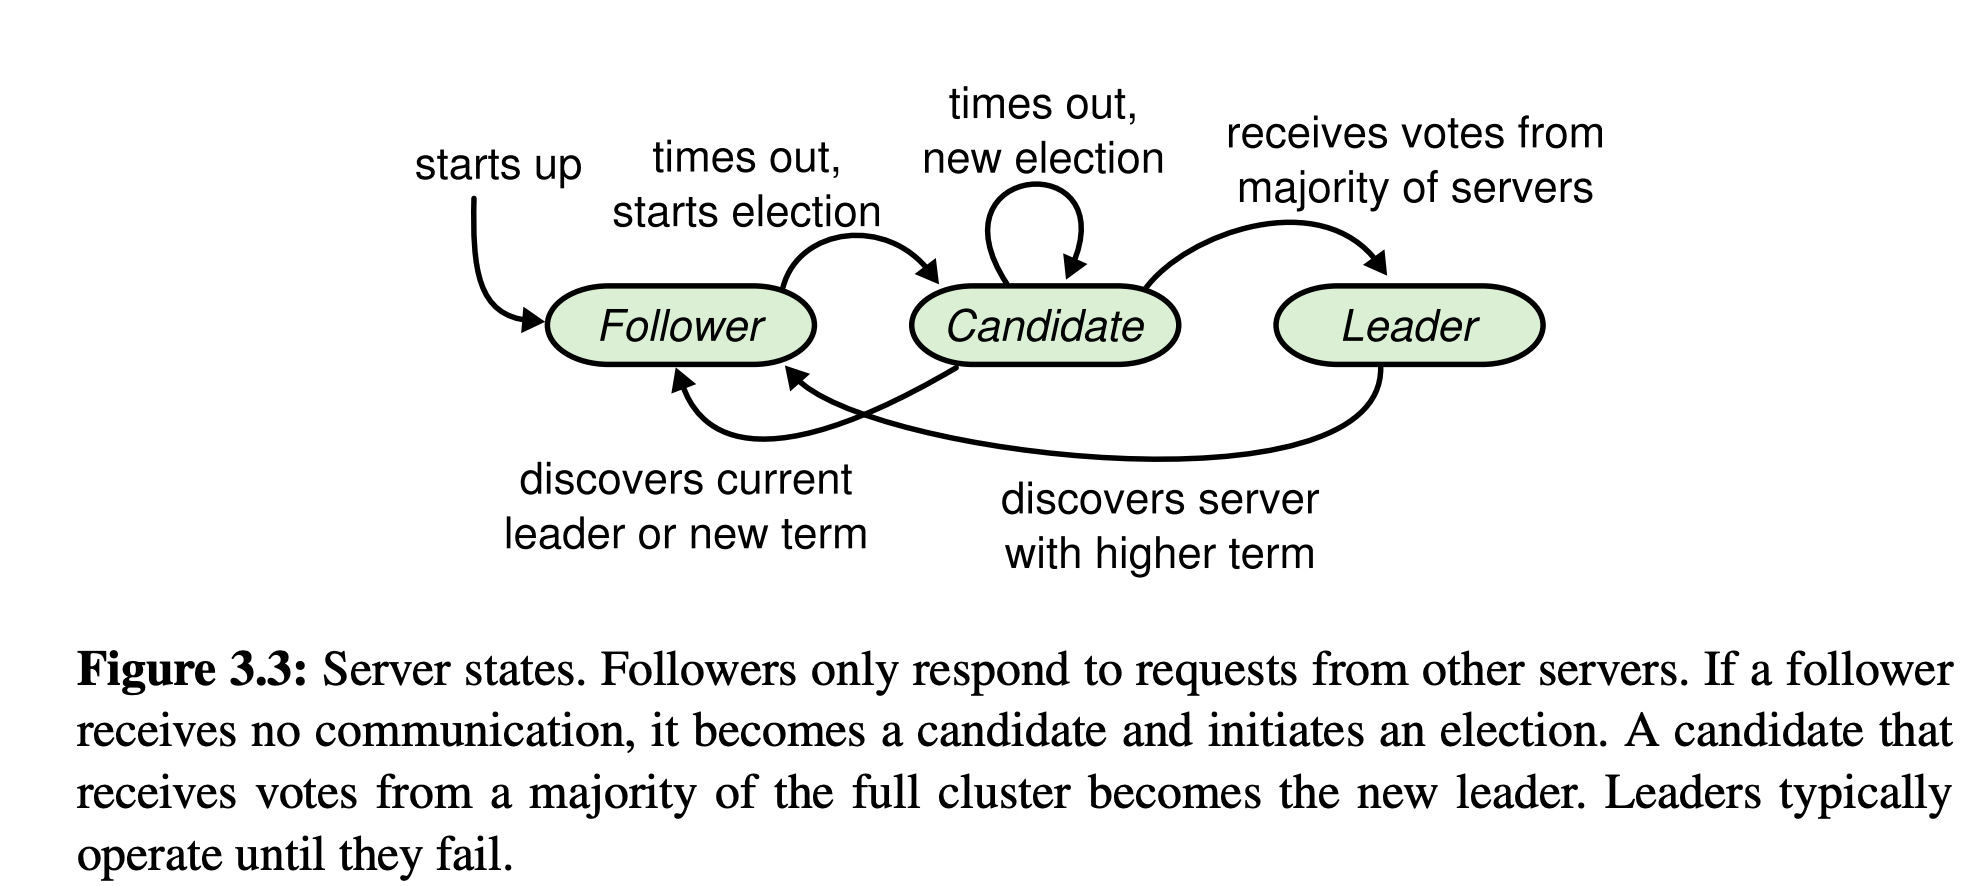 times out,
new election
receives votes from
majority of servers
starts up
times out,
starts election
Follower
Candidate
Leader
discovers current
leader or new term
discovers server
with higher term
Figure 3.3: Server states. Followers only respond to requests from other servers. If a follower
receives no communication, it becomes a candidate and initiates an election. A candidate that
receives votes from a majority of the full cluster becomes the new leader. Leaders typically
operate until they fail.